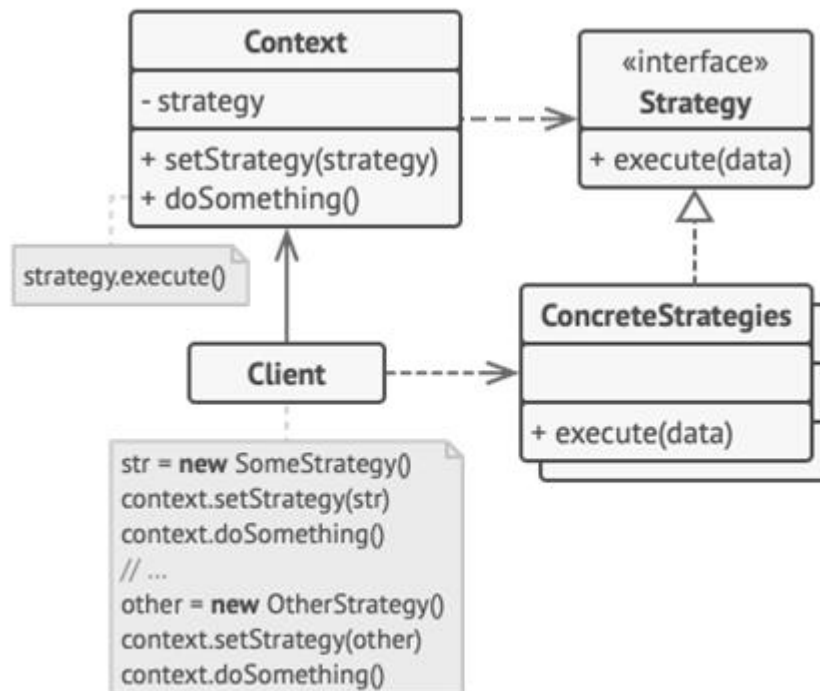 Context
- strategy
+ setStrategy(strategy)
+ doSomething()
strategy.execute()
«interface»
Strategy
+ execute(data)
ConcreteStrategies
+ execute(data)
Client
str = new SomeStrategy()
context.setStrategy(str)
context.doSomething()
// ...
other = new OtherStrategy()
context.setStrategy(other)
context.doSomething()